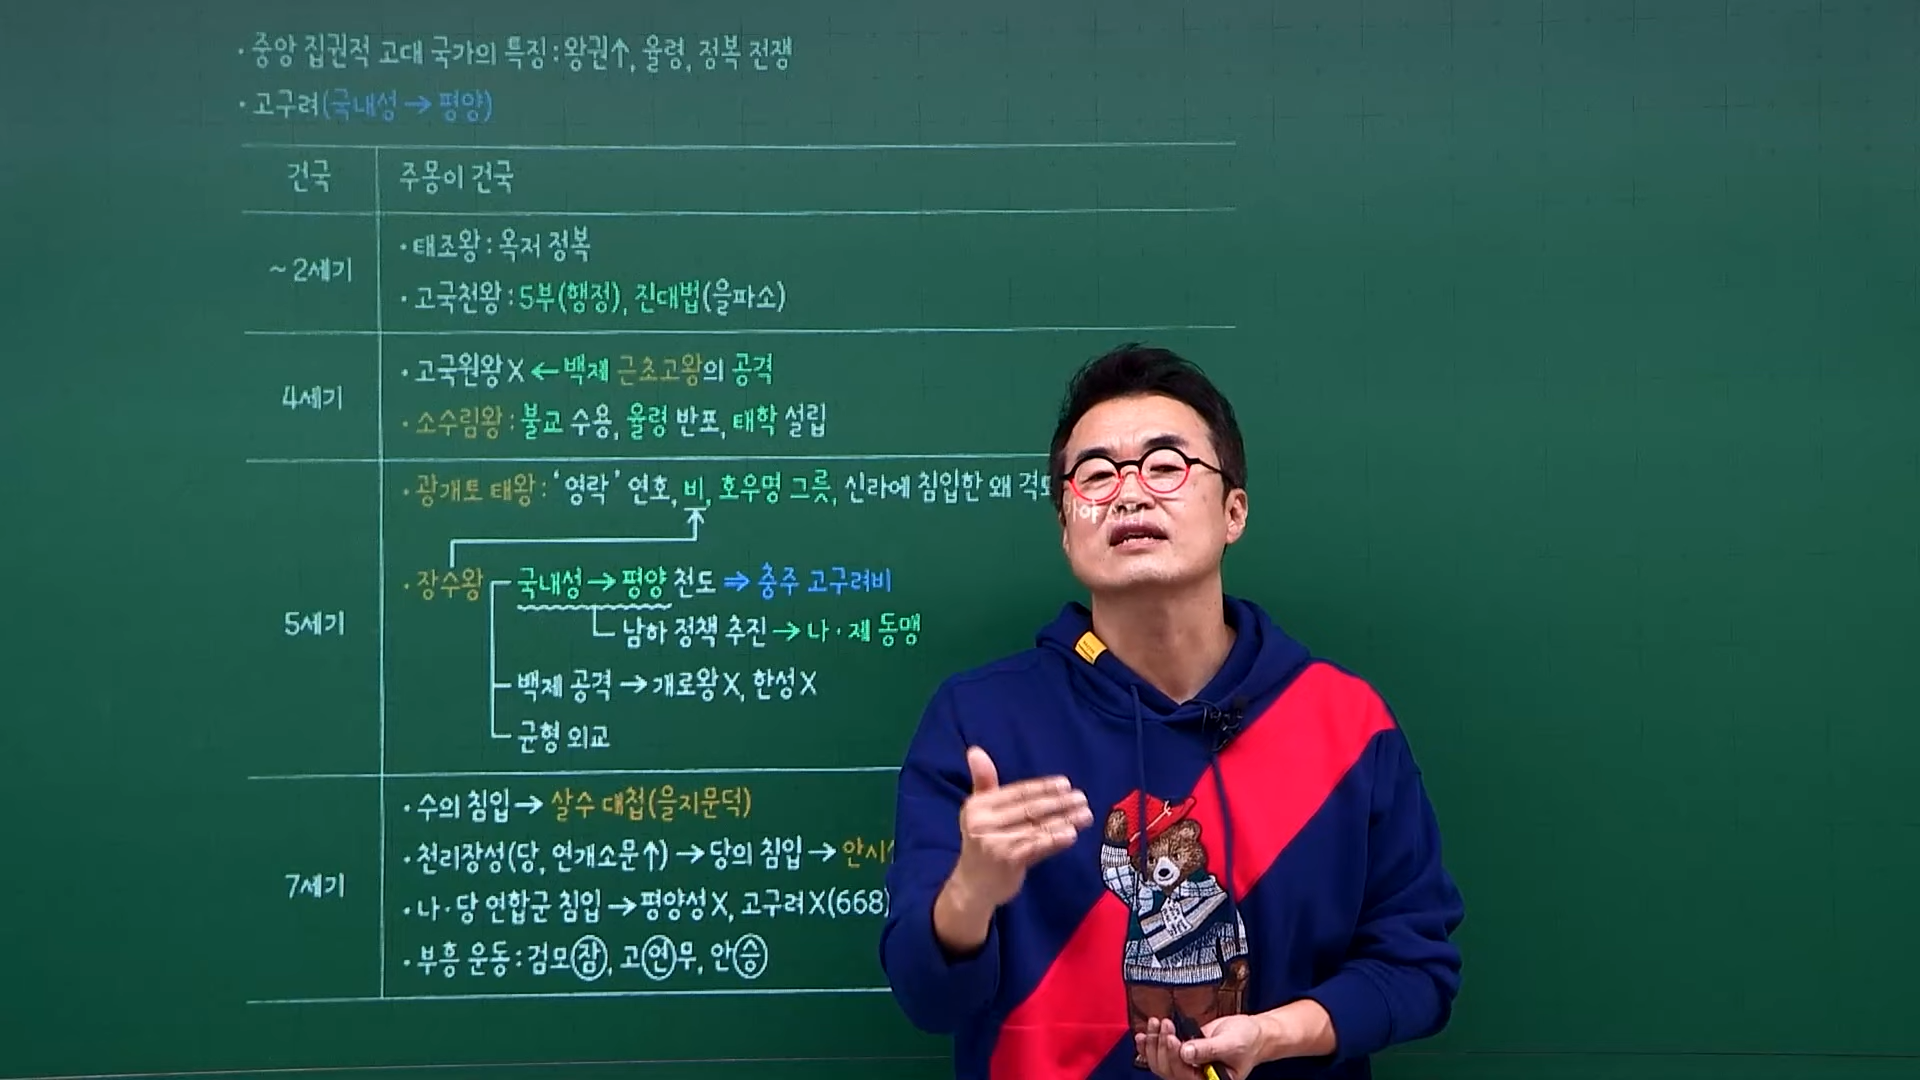 · 중앙 집권적 고대 국가의 특징 : 왕권↑, 율령, 정복 전쟁
· 고구려(국내성 → 평양)
건국 주몽이 건국
~ 2세기
· 태조왕 : 옥저 정복
· 고국천왕 : 5부(행정), 진대법(을파소)
4세기
· 고국원왕 X ← 백제 근초고왕의 공격
· 소수림왕 : 불교 수용, 율령 반포, 태학 설립
5세기
· 광개토 태왕 : '영락' 연호, 비, 호우명 그릇, 신라에 침입한 왜
· 장수왕
국내성 → 평양 천도 ⇒ 충주 고구려비
남하 정책 추진 → 나 · 제 동맹
백제 공격 → 개로왕 X, 한성 X
균형 외교
7세기
· 수의 침입 → 살수 대첩(을지문덕)
· 천리장성(당, 연개소문↑) → 당의 침입 →
· 나 · 당 연합군 침입 → 평양성 X, 고구려 X(668)
· 부흥 운동 : 검모잠, 고연무, 안승